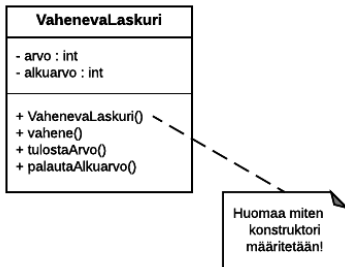 VahenevaLaskuri
- arvo : int
- alkuarvo : int
+ VahenevaLaskuri()
+ vahene()
+ tulostaArvo()
+ palautaAlkuarvo()
Huomaa miten
konstruktori
määritetään!